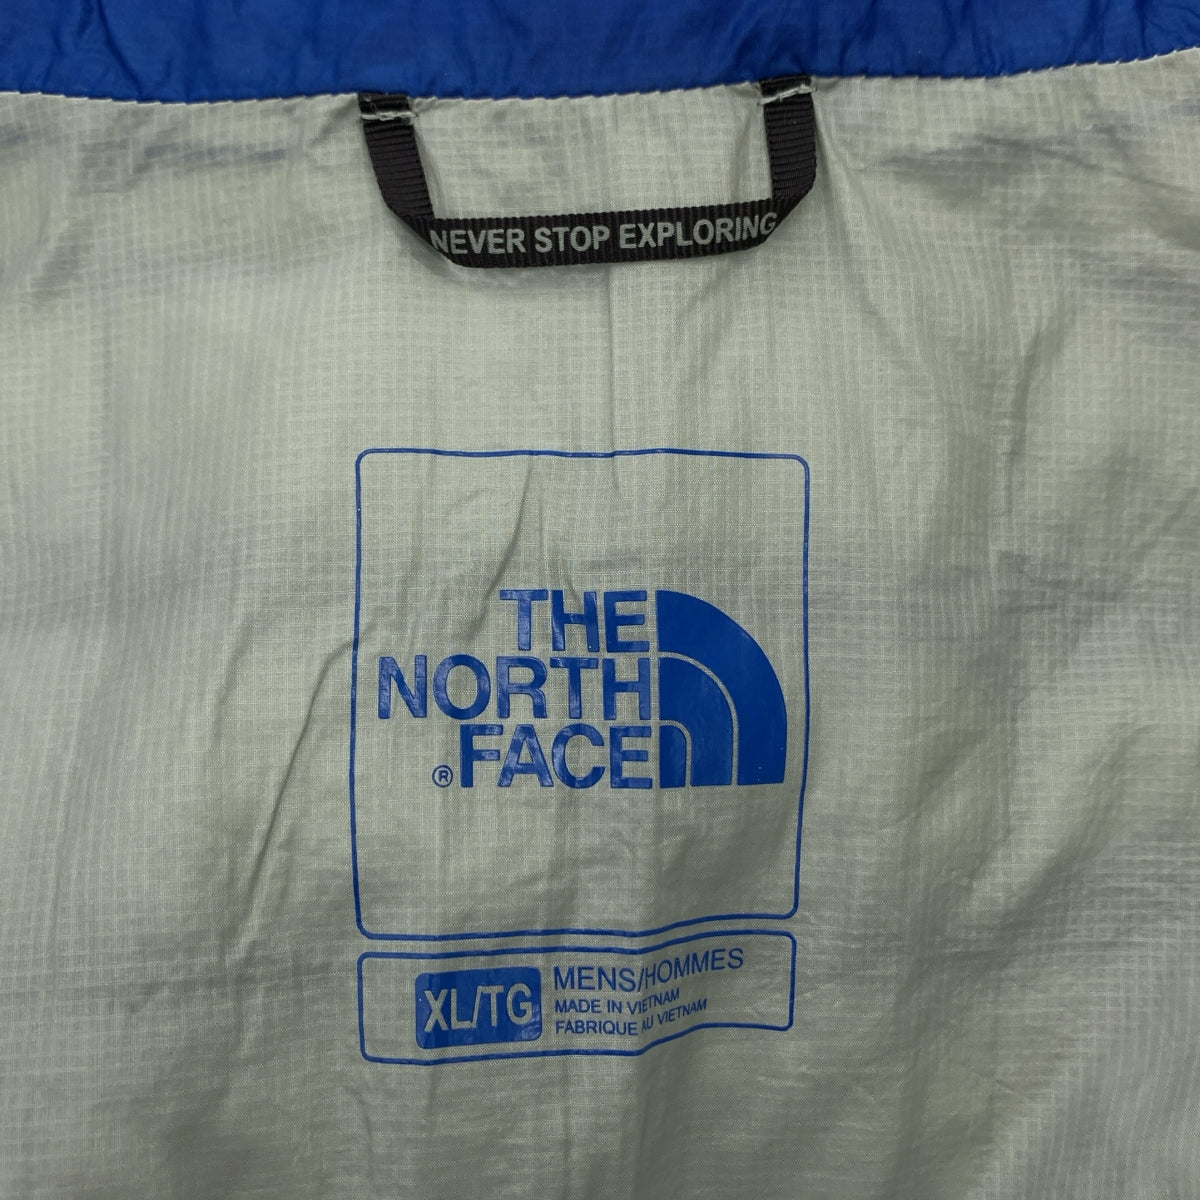 NEVER STOP EXPLORING
THE
NORTH
® FACE
XL/TG
MENS/HOMMES
MADE IN VIETNAM
FABRIQUE AU VIETNAM